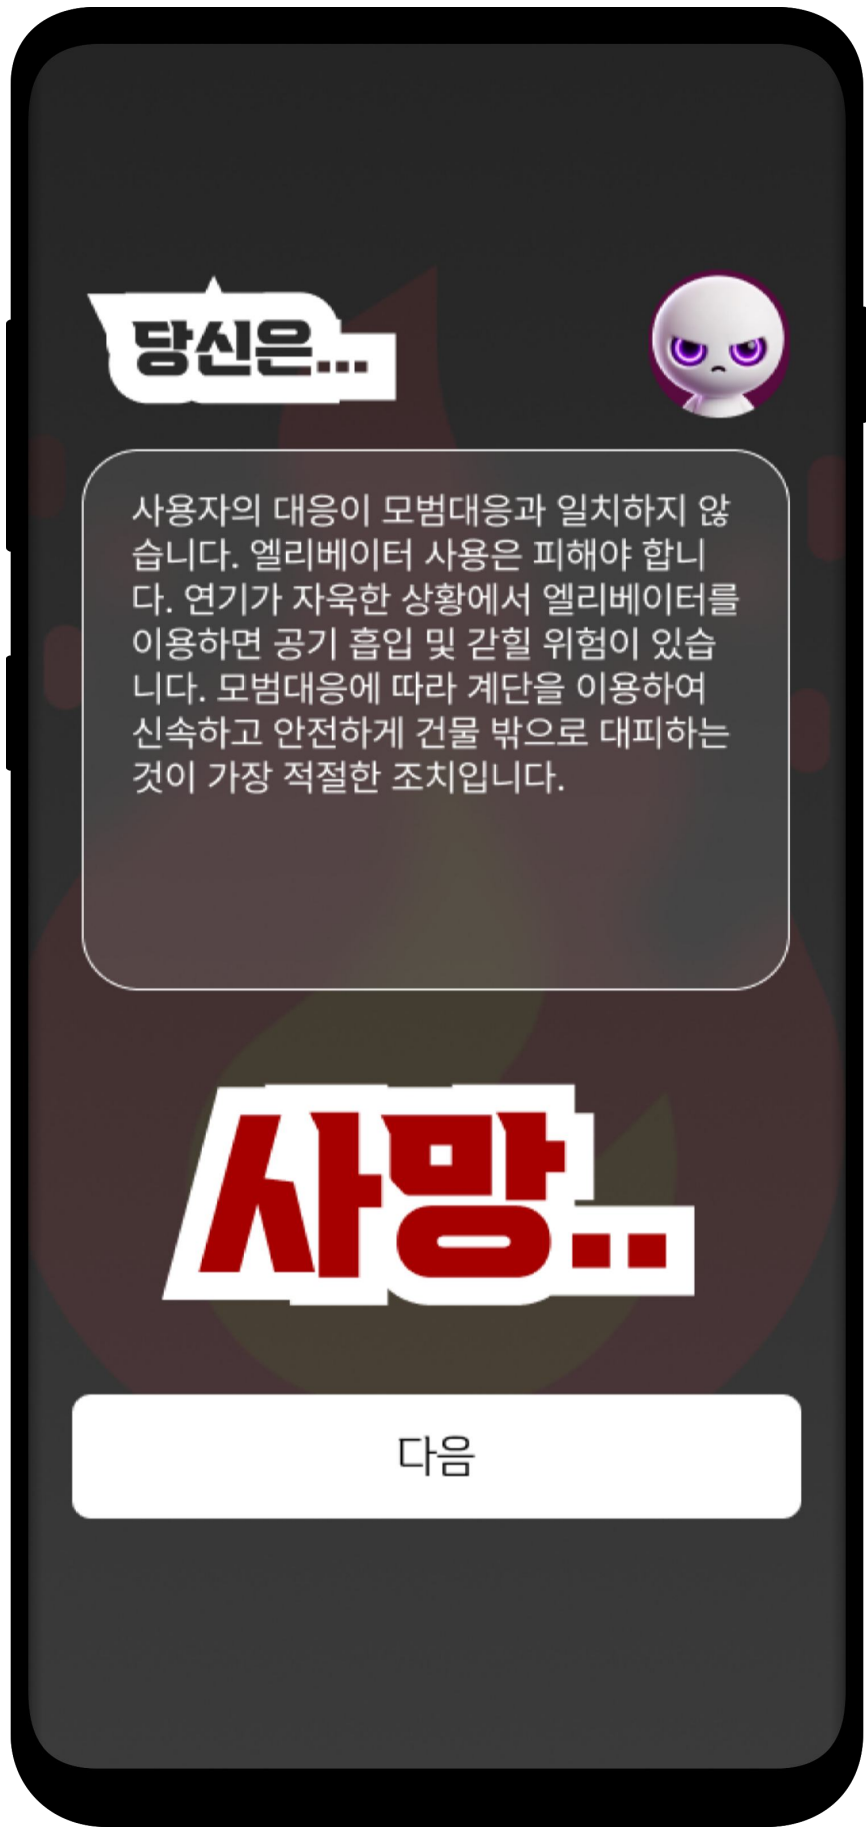 당신은...
사용자의 대응이 모범대응과 일치하지 않
습니다. 엘리베이터 사용은 피해야 합니
다. 연기가 자욱한 상황에서 엘리베이터를
이용하면 공기 흡입 및 갇힐 위험이 있습
니다. 모범대응에 따라 계단을 이용하여
신속하고 안전하게 건물 밖으로 대피하는
것이 가장 적절한 조치입니다.
사망..
다음